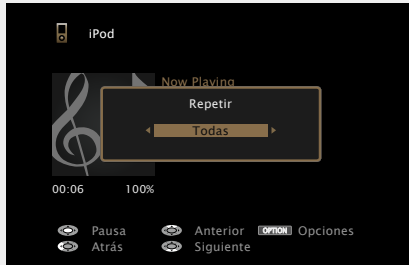 iPod
Now Playing
Repetir
Todas
00:06 100%
Pausa Anterior OPTION Opciones
Atrás Siguiente